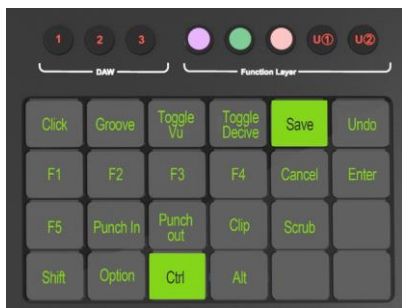 1 2 3 U① U②
DAW Function Layer
Click Groove Toggle Toggle Save Undo
Vu Decive
F1 F2 F3 F4 Cancel Enter
F5 Punch In Punch Clip Scrub
out
Shift Option Ctrl Alt